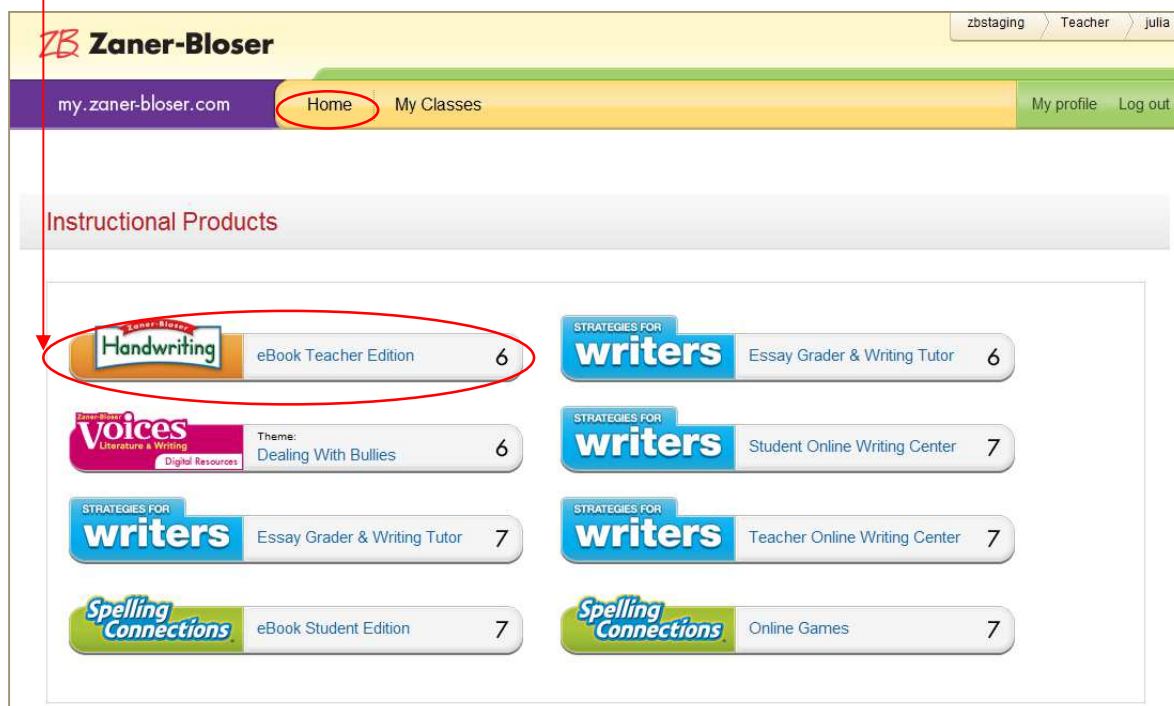 zbstaging Teacher julia
ZB Zaner-Bloser
my.zaner-bloser.com Home My Classes My profile Log out
Instructional Products
Zaner-Bloser
Handwriting eBook Teacher Edition 6
STRATEGIES FOR
writers Essay Grader & Writing Tutor 6
Zaner-Bloser
Voices
Literature & Writing
Digital Resources
Theme:
Dealing With Bullies 6
STRATEGIES FOR
writers Student Online Writing Center 7
STRATEGIES FOR
writers Essay Grader & Writing Tutor 7
STRATEGIES FOR
writers Teacher Online Writing Center 7
Spelling
Connections eBook Student Edition 7
Spelling
Connections Online Games 7